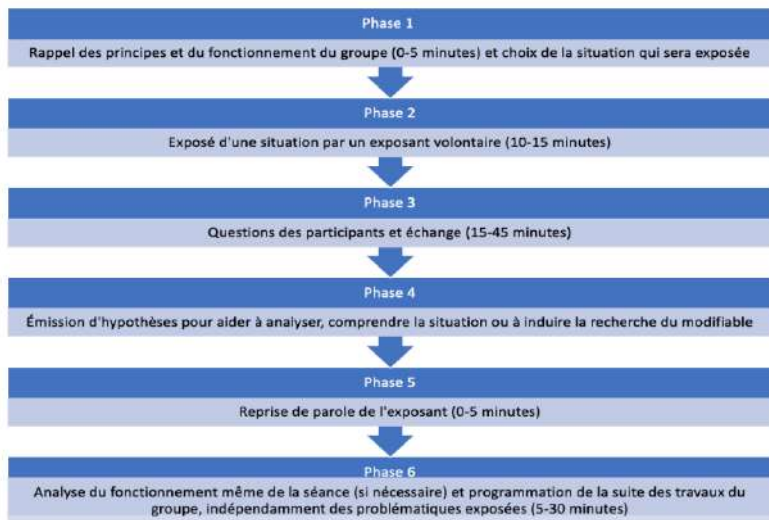 Phase 1
Rappel des principes et du fonctionnement du groupe (0-5 minutes) et choix de la situation qui sera exposée
Phase 2
Exposé d'une situation par un exposant volontaire (10-15 minutes)
Phase 3
Questions des participants et échange (15-45 minutes)
Phase 4
Émission d'hypothèses pour aider à analyser, comprendre la situation ou à induire la recherche du modifiable
Phase 5
Reprise de parole de l'exposant (0-5 minutes)
Phase 6
Analyse du fonctionnement même de la séance (si nécessaire) et programmation de la suite des travaux du
groupe, indépendamment des problématiques exposées (5-30 minutes)